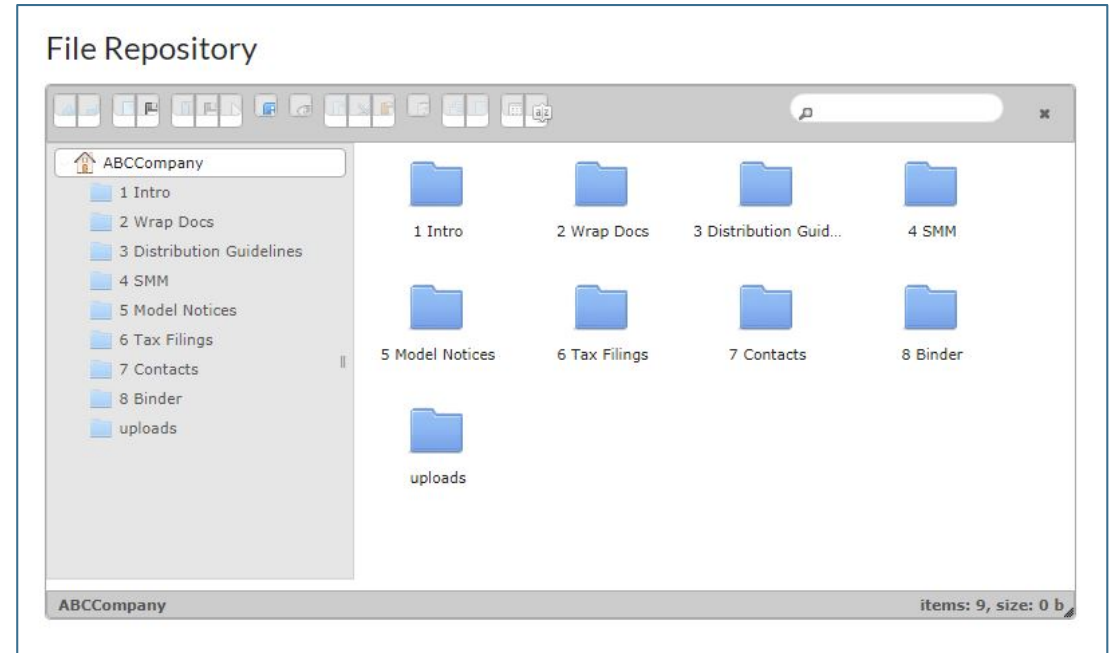 File Repository
az
ABCCompany
1 Intro
2 Wrap Docs
3 Distribution Guidelines
4 SMM
5 Model Notices
6 Tax Filings
7 Contacts
8 Binder
uploads
1 Intro 2 Wrap Docs 3 Distribution Guid... 4 SMM
5 Model Notices 6 Tax Filings 7 Contacts 8 Binder
uploads
ABCCompany items: 9, size: 0 b